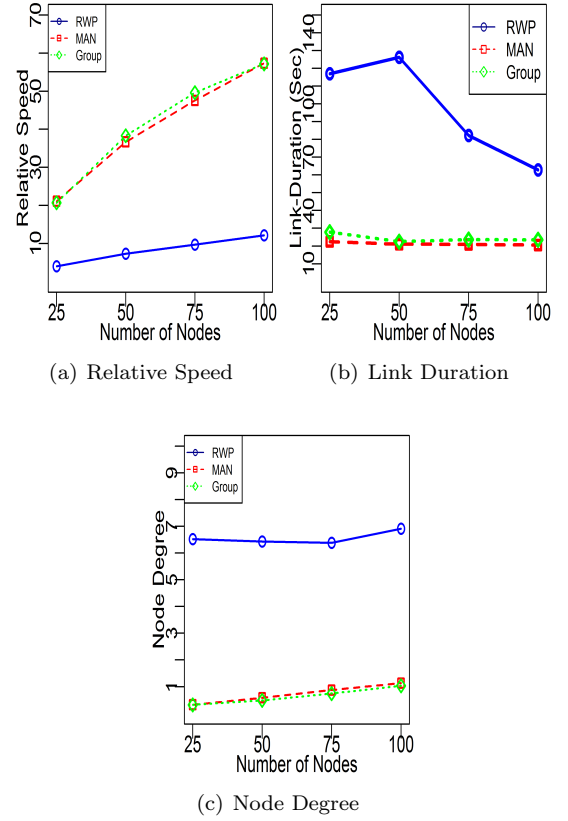 RWP
MAN
Group
Relative Speed
10 30 50 70
25 50 75 100
Number of Nodes
(a) Relative Speed
RWP
MAN
Group
Link-Duration (Sec)
10 40 70 105 140
25 50 75 100
Number of Nodes
(b) Link Duration
RWP
MAN
Group
Node Degree
1 3 5 7 9
25 50 75 100
Number of Nodes
(c) Node Degree